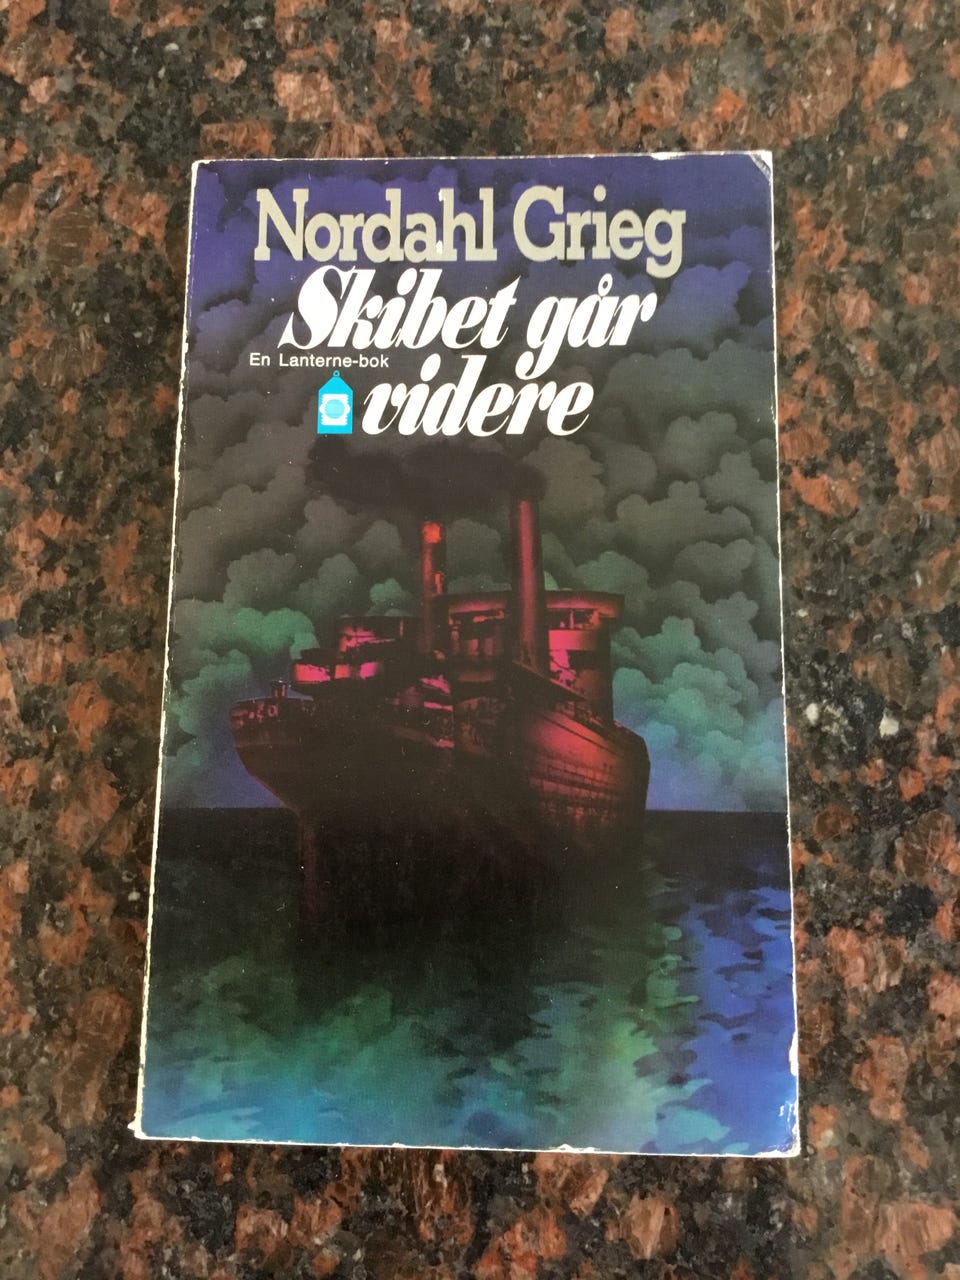 Nordahl Grieg
Skibet går
En Lanterne-bok
videre